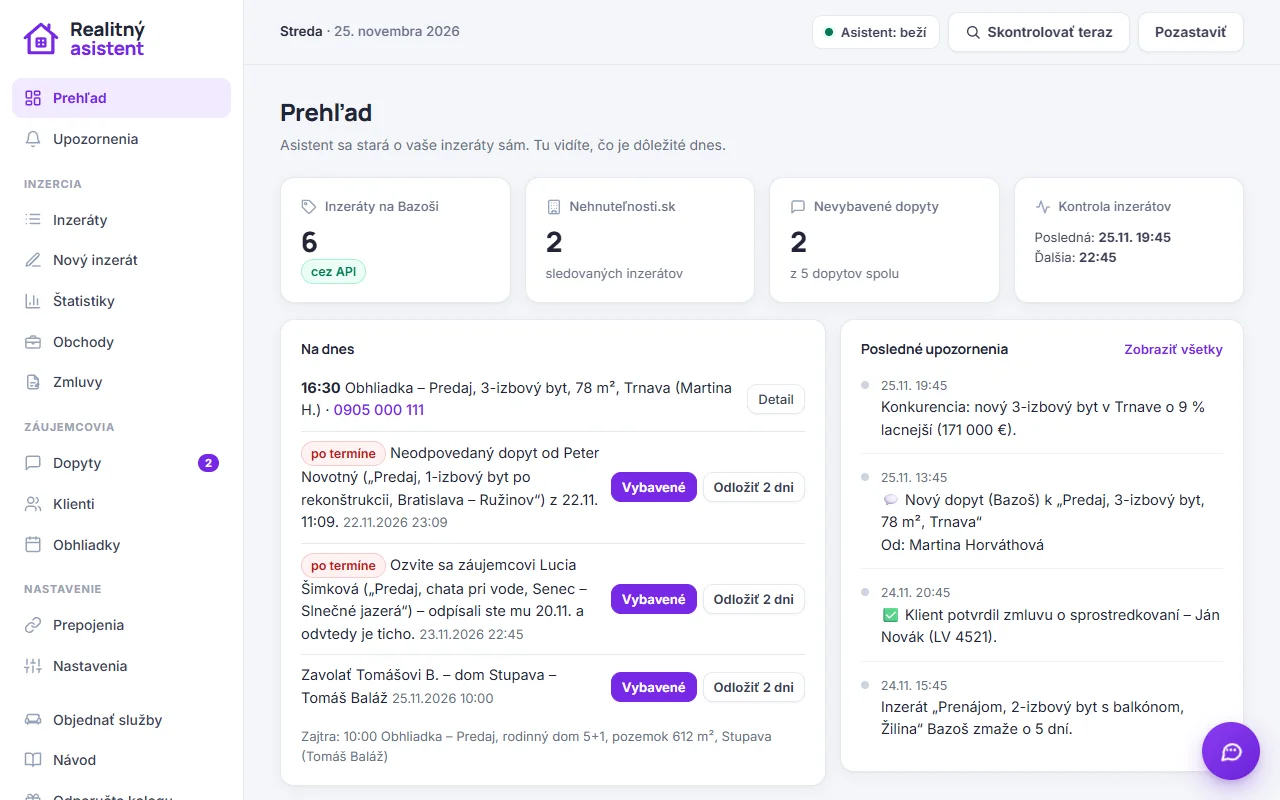 Realitný
asistent
Streda · 25. novembra 2026
Asistent: beží
Skontrolovať teraz
Pozastaviť
Prehľad
Upozornenia
INZERCIA
Inzeráty
Nový inzerát
Štatistiky
Obchody
Zmluvy
ZÁUJEMCOVIA
Dopyty
2
Klienti
Obhliadky
NASTAVENIE
Prepojenia
Nastavenia
Objednať služby
Návod
Odporučte kolegu
Prehľad
Asistent sa stará o vaše inzeráty sám. Tu vidíte, čo je dôležité dnes.
Inzeráty na Bazoši
6
cez API
Nehnuteľnosti.sk
2
sledovaných inzerátov
Nevybavené dopyty
2
z 5 dopytov spolu
Kontrola inzerátov
Posledná: 25.11. 19:45
Ďalšia: 22:45
Na dnes
16:30 Obhliadka – Predaj, 3-izbový byt, 78 m², Trnava (Martina
H.) · 0905 000 111
Detail
po termíne Neodpovedaný dopyt od Peter
Novotný („Predaj, 1-izbový byt po
rekonštrukcii, Bratislava – Ružinov“) z 22.11.
11:09. 22.11.2026 23:09
Vybavené
Odložiť 2 dni
po termíne Ozvite sa záujemcovi Lucia
Šimková („Predaj, chata pri vode, Senec –
Slnečné jazerá“) – odpísali ste mu 20.11. a
odvtedy je ticho. 23.11.2026 22:45
Vybavené
Odložiť 2 dni
Zavolať Tomášovi B. – dom Stupava –
Tomáš Baláž 25.11.2026 10:00
Vybavené
Odložiť 2 dni
Zajtra: 10:00 Obhliadka – Predaj, rodinný dom 5+1, pozemok 612 m², Stupava
(Tomáš Baláž)
Posledné upozornenia
Zobraziť všetky
25.11. 19:45
Konkurencia: nový 3-izbový byt v Trnave o 9 %
lacnejší (171 000 €).
25.11. 13:45
Nový dopyt (Bazoš) k „Predaj, 3-izbový byt,
78 m², Trnava“
Od: Martina Horváthová
24.11. 20:45
Klient potvrdil zmluvu o sprostredkovaní – Ján
Novák (LV 4521).
24.11. 15:45
Inzerát „Prenájom, 2-izbový byt s balkónom,
Žilina“ Bazoš zmaže o 5 dní.